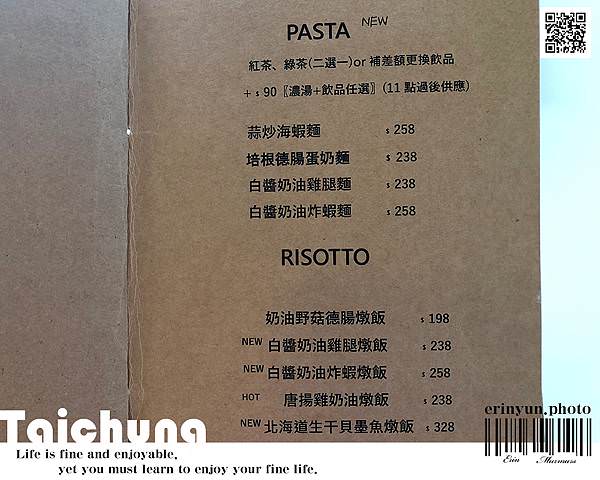 PASTA NEW
紅茶、綠茶(二選一)or 補差額更換飲品
+ $ 90〖濃湯+飲品任選〗(11 點過後供應)
蒜炒海蝦麵 $ 258
培根德腸蛋奶麵 $ 238
白醬奶油雞腿麵 $ 238
白醬奶油炸蝦麵 $ 258
RISOTTO
奶油野菇德腸燉飯 $ 198
NEW 白醬奶油雞腿燉飯 $ 238
NEW 白醬奶油炸蝦燉飯 $ 258
HOT 唐揚雞奶油燉飯 $ 238
NEW 北海道生干貝墨魚燉飯 $ 328
Taichung
Life is fine and enjoyable,
yet you must learn to enjoy your fine life.
erinyun.photo
Erin Murmurs